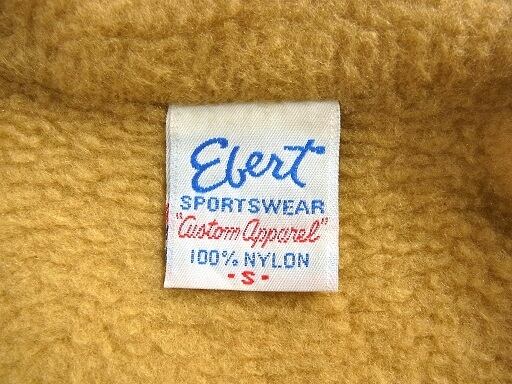 Ebert
SPORTSWEAR
"Custom Apparel"
100% NYLON
- S -